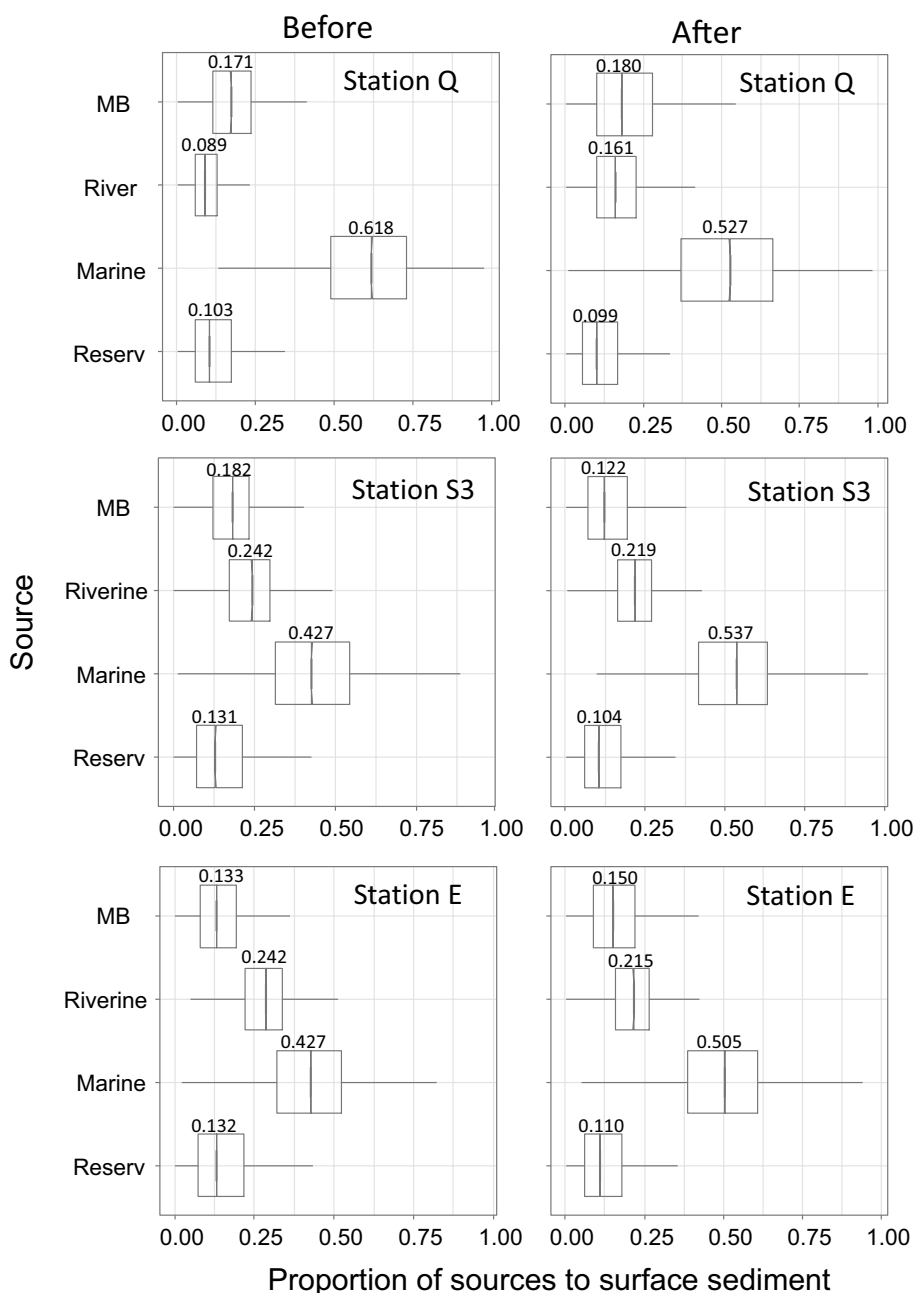 Before
After
Station Q
MB 0.171
River 0.089
Marine 0.618
Reserv 0.103
0.00 0.25 0.50 0.75 1.00
Station Q
0.180
0.161
0.527
0.099
0.00 0.25 0.50 0.75 1.00
Source
Station S3
MB 0.182
Riverine 0.242
Marine 0.427
Reserv 0.131
0.00 0.25 0.50 0.75 1.00
Station S3
0.122
0.219
0.537
0.104
0.00 0.25 0.50 0.75 1.00
Station E
MB 0.133
Riverine 0.242
Marine 0.427
Reserv 0.132
0.00 0.25 0.50 0.75 1.00
Station E
0.150
0.215
0.505
0.110
0.00 0.25 0.50 0.75 1.00
Proportion of sources to surface sediment